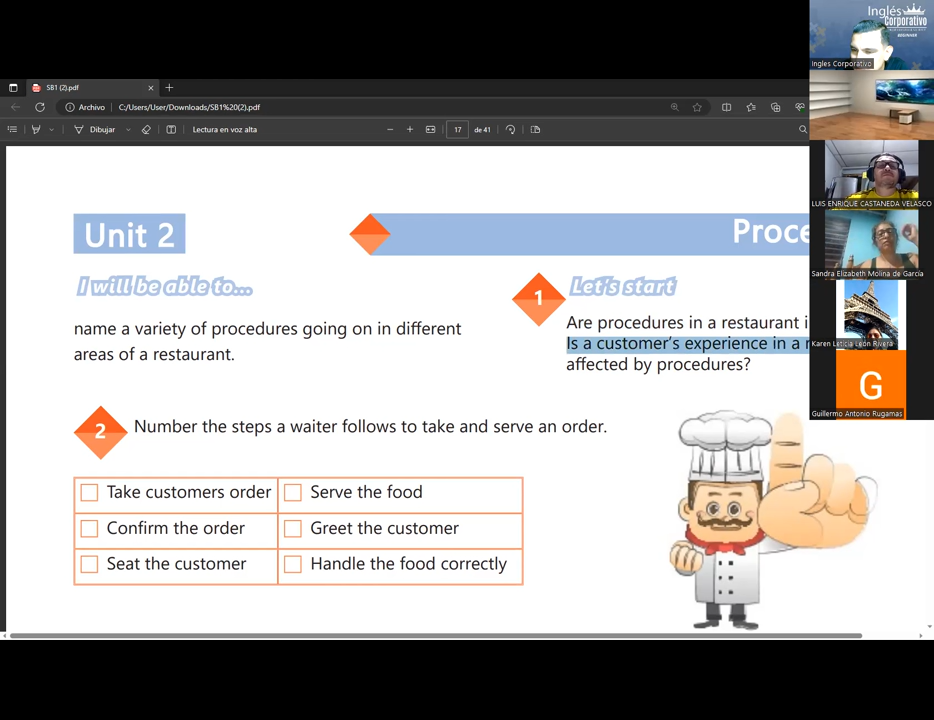 Inglés
Corporativo
BEGINNER
Ingles Corporativo
SB1 (2).pdf
Archivo
C:/Users/User/Downloads/SB1%20(2).pdf
Dibujar
Lectura en voz alta
17
de 41
LUIS ENRIQUE CASTANEDA VELASCO
Unit 2
Proce
Sandra Elizabeth Molina de García
I will be able to...
1
Let's start
name a variety of procedures going on in different
areas of a restaurant.
Are procedures in a restaurant i
Is a customer's experience in a r
affected by procedures?
Karen Leticia León Rivera
G
Guillermo Antonio Rugamas
2
Number the steps a waiter follows to take and serve an order.
Take customers order
Serve the food
Confirm the order
Greet the customer
Seat the customer
Handle the food correctly